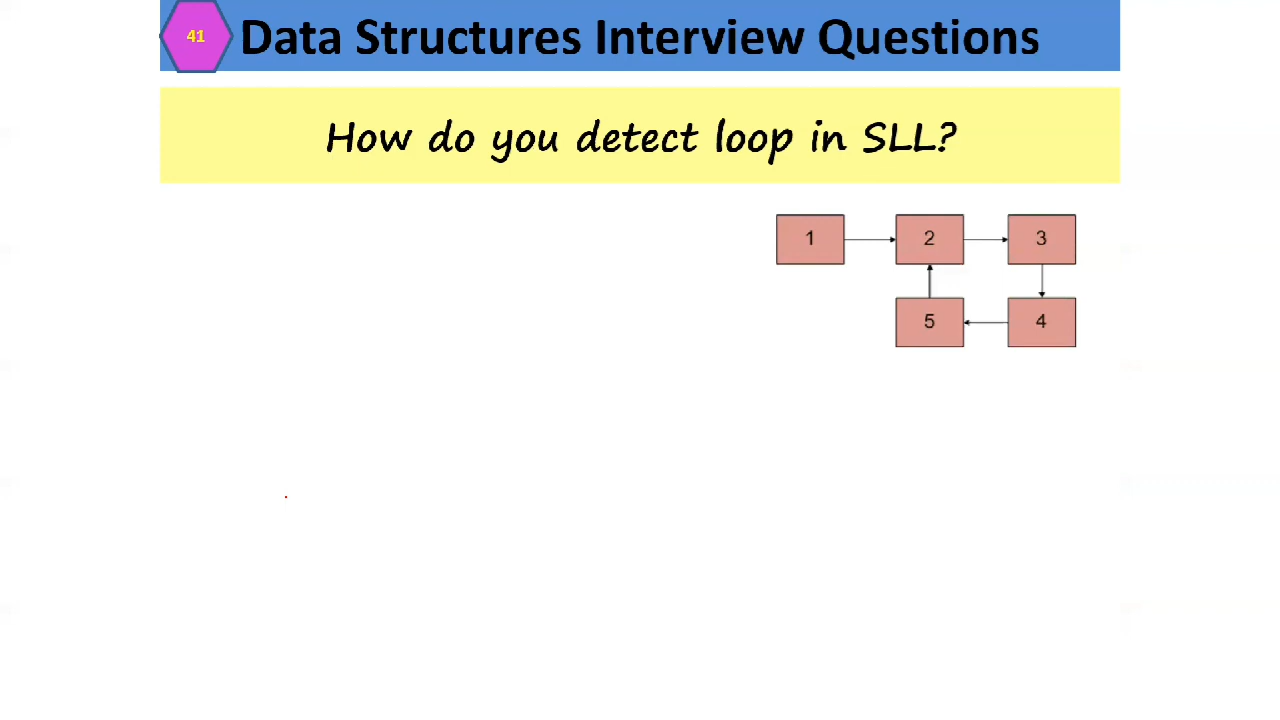 41
Data Structures Interview Questions
How do you detect loop in SLL?
1 2 3
5 4